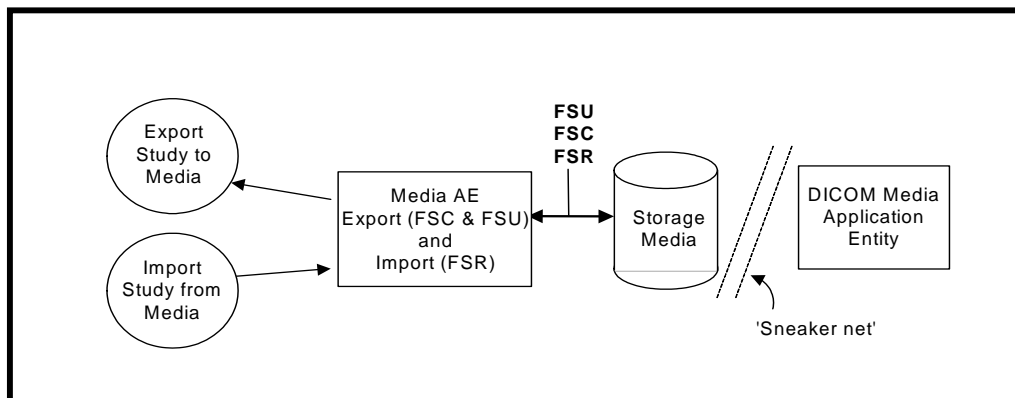 Export
Study to
Media
Import
Study from
Media
Media AE
Export (FSC & FSU)
and
Import (FSR)
FSU
FSC
FSR
Storage
Media
DICOM Media
Application
Entity
'Sneaker net'